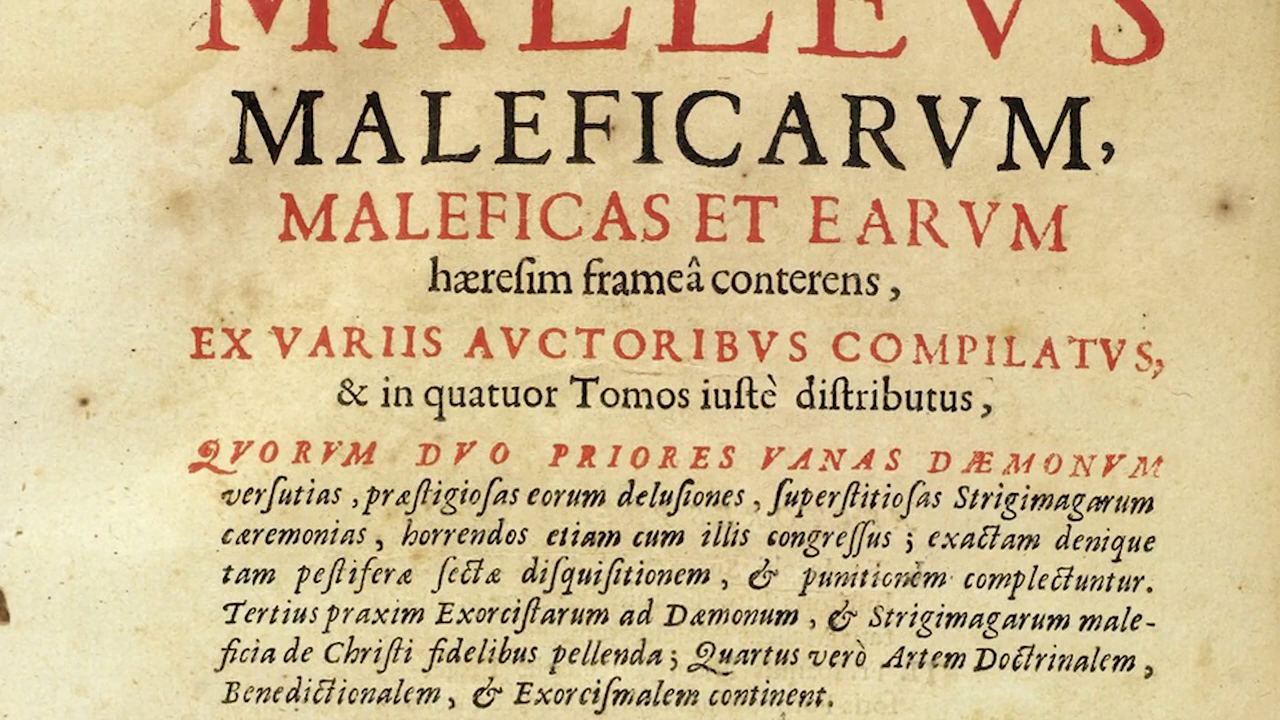 MALLEVS
MALEFICARVM,
MALEFICAS ET EARVM
hæreſim frameâ conterens,
EX VARIIS AVCTORIBVS COMPILATVS,
& in quatuor Tomos iuſtè diſtributus,
QVORVM DVO PRIORES VANAS DÆMONVM
verſutias, præſtigioſas eorum deluſiones, ſuperſtitioſas Strigimagarum
cæremonias, horrendos etiam cum illis congreſſus; exactam denique
tam peſtiferæ ſectæ diſquiſitionem, & punitionem complectuntur.
Tertius praxim Exorciſtarum ad Dæmonum, & Strigimagarum male-
ficia de Chriſti fidelibus pellenda; Quartus verò Artem Doctrinalem,
Benedictionalem, & Exorciſmalem continent.